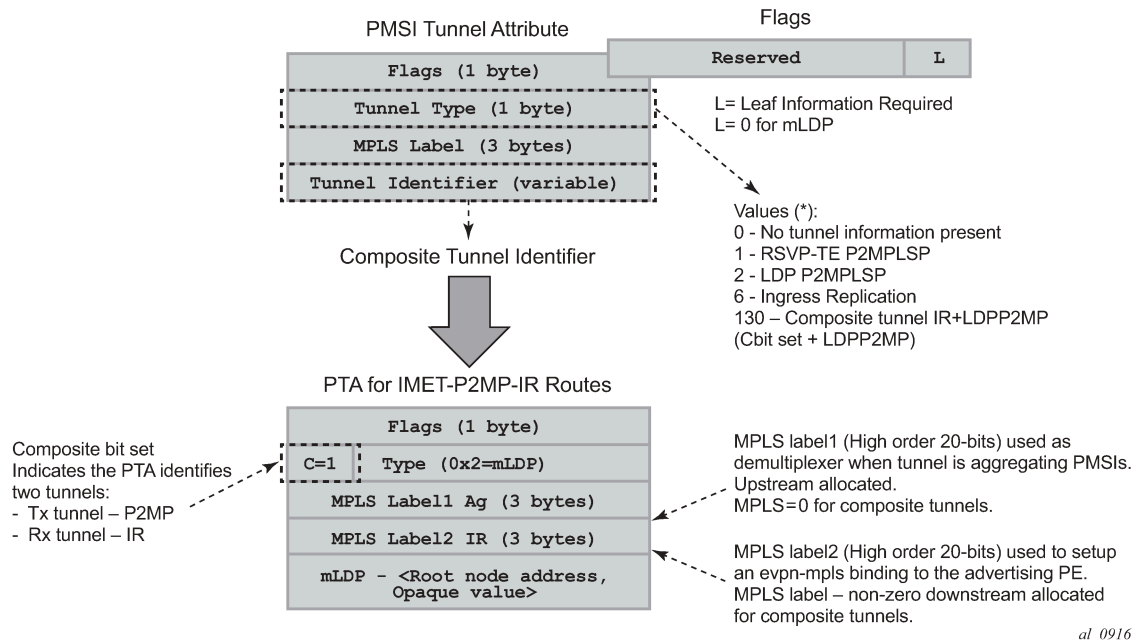 PMSI Tunnel Attribute
Flags
Flags (1 byte)
Reserved
L
Tunnel Type (1 byte)
MPLS Label (3 bytes)
Tunnel Identifier (variable)
L= Leaf Information Required
L= 0 for mLDP
Values (*):
0 - No tunnel information present
1 - RSVP-TE P2MPLSP
2 - LDP P2MPLSP
6 - Ingress Replication
130 – Composite tunnel IR+LDPP2MP
(Cbit set + LDPP2MP)
Composite Tunnel Identifier
PTA for IMET-P2MP-IR Routes
Flags (1 byte)
C=1
Type (0x2=mLDP)
MPLS Label1 Ag (3 bytes)
MPLS Label2 IR (3 bytes)
mLDP - <Root node address,
Opaque value>
Composite bit set
Indicates the PTA identifies
two tunnels:
- Tx tunnel – P2MP
- Rx tunnel – IR
MPLS label1 (High order 20-bits) used as
demultiplexer when tunnel is aggregating PMSIs.
Upstream allocated.
MPLS=0 for composite tunnels.
MPLS label2 (High order 20-bits) used to setup
an evpn-mpls binding to the advertising PE.
MPLS label – non-zero downstream allocated
for composite tunnels.
al_0916